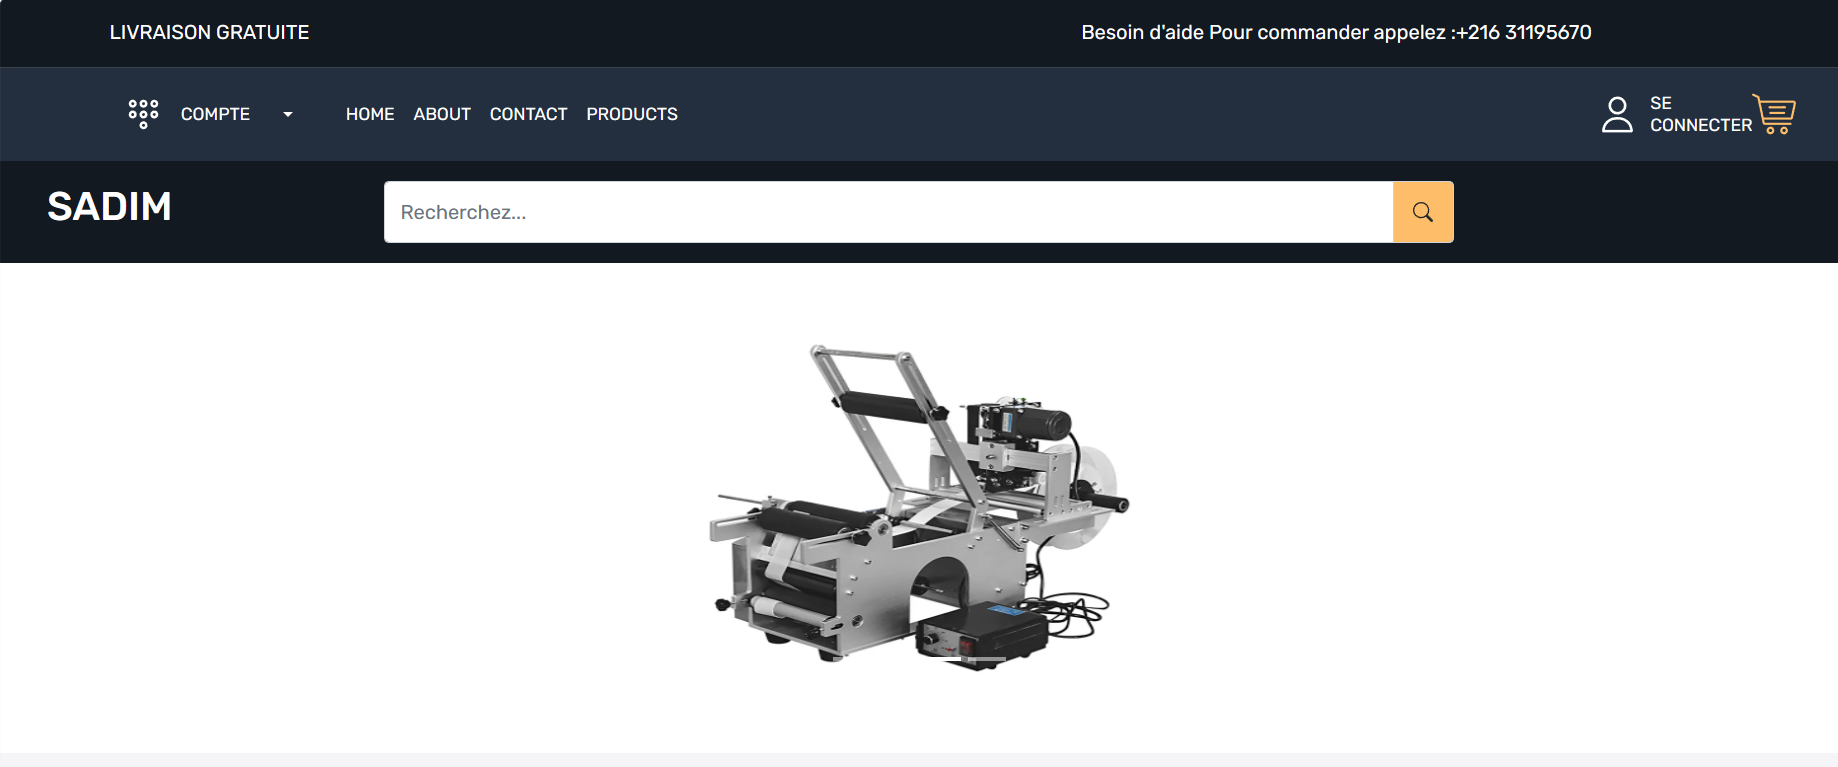 LIVRAISON GRATUITE
Besoin d'aide Pour commander appelez :+216 31195670
COMPTE
HOME ABOUT CONTACT PRODUCTS
SE
CONNECTER
SADIM
Recherchez...